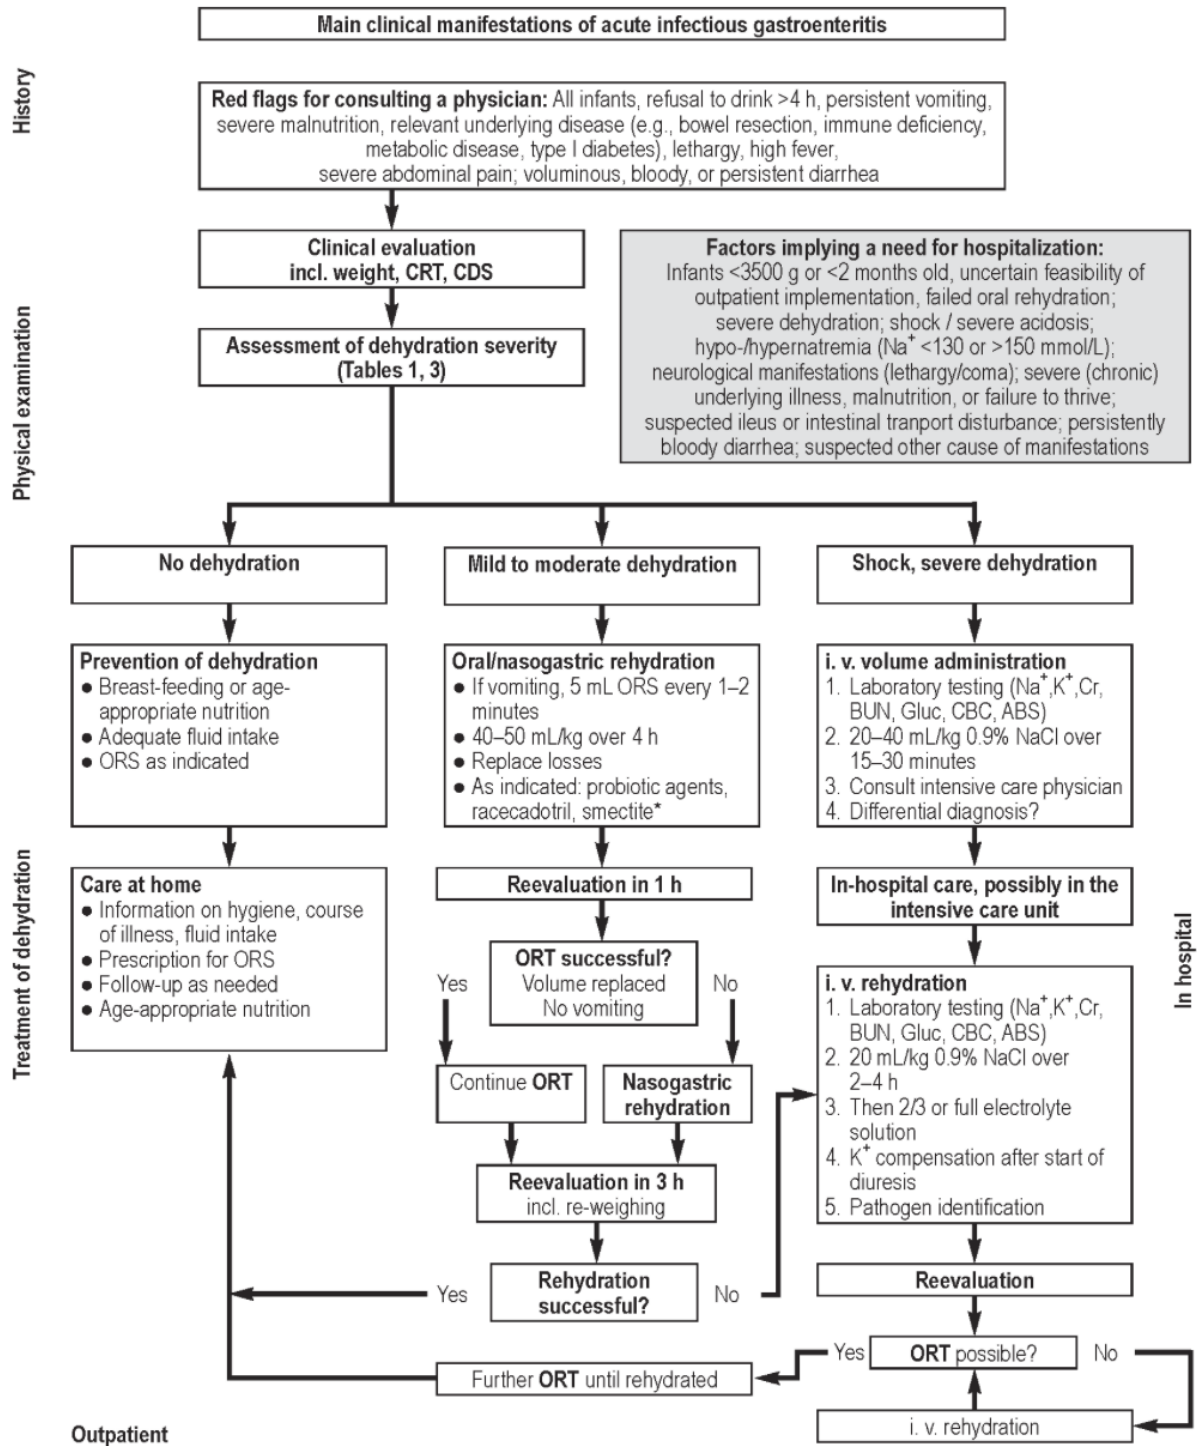 Main clinical manifestations of acute infectious gastroenteritis
History
Red flags for consulting a physician: All infants, refusal to drink >4 h, persistent vomiting,
severe malnutrition, relevant underlying disease (e.g., bowel resection, immune deficiency,
metabolic disease, type I diabetes), lethargy, high fever,
severe abdominal pain; voluminous, bloody, or persistent diarrhea
Physical examination
Clinical evaluation
incl. weight, CRT, CDS
Assessment of dehydration severity
(Tables 1, 3)
Factors implying a need for hospitalization:
Infants <3500 g or <2 months old, uncertain feasibility of
outpatient implementation, failed oral rehydration;
severe dehydration; shock / severe acidosis;
hypo-/hypernatremia (Na⁺ <130 or >150 mmol/L);
neurological manifestations (lethargy/coma); severe (chronic)
underlying illness, malnutrition, or failure to thrive;
suspected ileus or intestinal tranport disturbance; persistently
bloody diarrhea; suspected other cause of manifestations
No dehydration
Mild to moderate dehydration
Shock, severe dehydration
Treatment of dehydration
Prevention of dehydration
● Breast-feeding or age-
appropriate nutrition
● Adequate fluid intake
● ORS as indicated
Care at home
● Information on hygiene, course
of illness, fluid intake
● Prescription for ORS
● Follow-up as needed
● Age-appropriate nutrition
Oral/nasogastric rehydration
● If vomiting, 5 mL ORS every 1–2
minutes
● 40–50 mL/kg over 4 h
● Replace losses
● As indicated: probiotic agents,
racecadotril, smectite*
Reevaluation in 1 h
ORT successful?
Volume replaced
No vomiting
Yes
No
Continue ORT
Nasogastric
rehydration
Reevaluation in 3 h
incl. re-weighing
Rehydration
successful?
Yes
No
i. v. volume administration
1. Laboratory testing (Na⁺,K⁺,Cr,
BUN, Gluc, CBC, ABS)
2. 20–40 mL/kg 0.9% NaCl over
15–30 minutes
3. Consult intensive care physician
4. Differential diagnosis?
In-hospital care, possibly in the
intensive care unit
In hospital
i. v. rehydration
1. Laboratory testing (Na⁺,K⁺,Cr,
BUN, Gluc, CBC, ABS)
2. 20 mL/kg 0.9% NaCl over
2–4 h
3. Then 2/3 or full electrolyte
solution
4. K⁺ compensation after start of
diuresis
5. Pathogen identification
Reevaluation
ORT possible?
Yes
No
Further ORT until rehydrated
i. v. rehydration
Outpatient